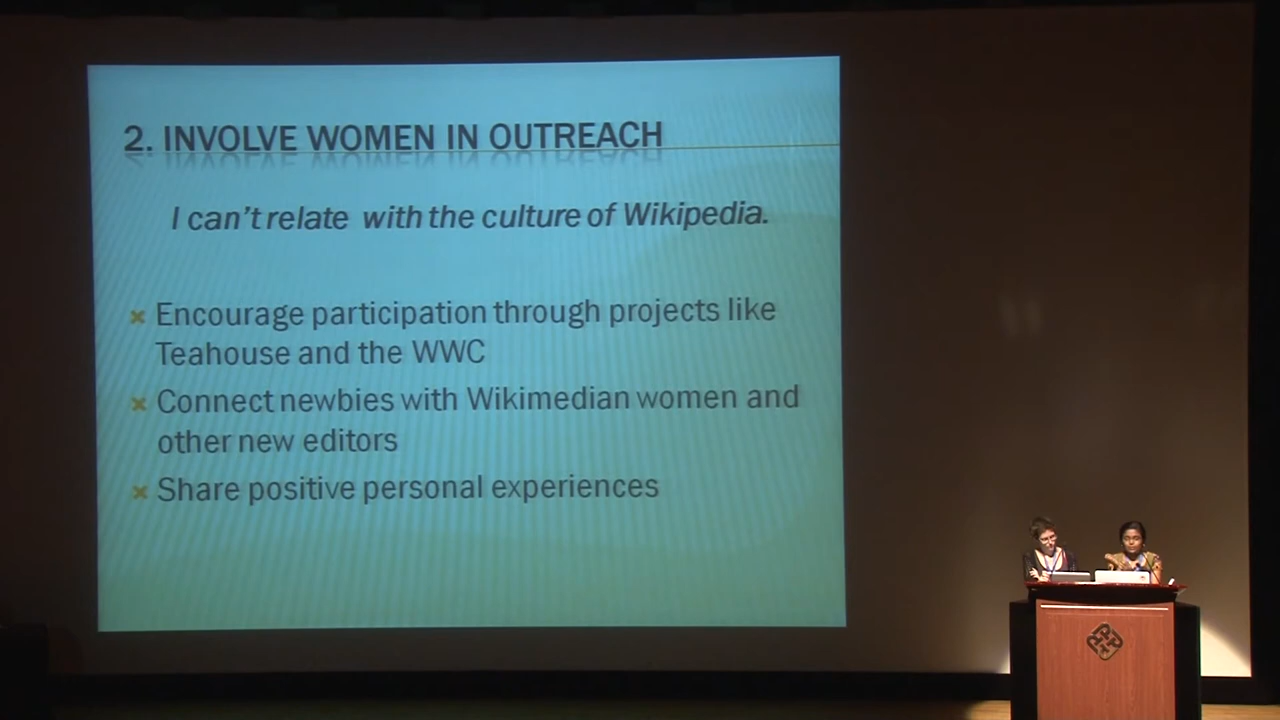 2. INVOLVE WOMEN IN OUTREACH
I can't relate with the culture of Wikipedia.
Encourage participation through projects like
Teahouse and the WWC
Connect newbies with Wikimedian women and
other new editors
Share positive personal experiences